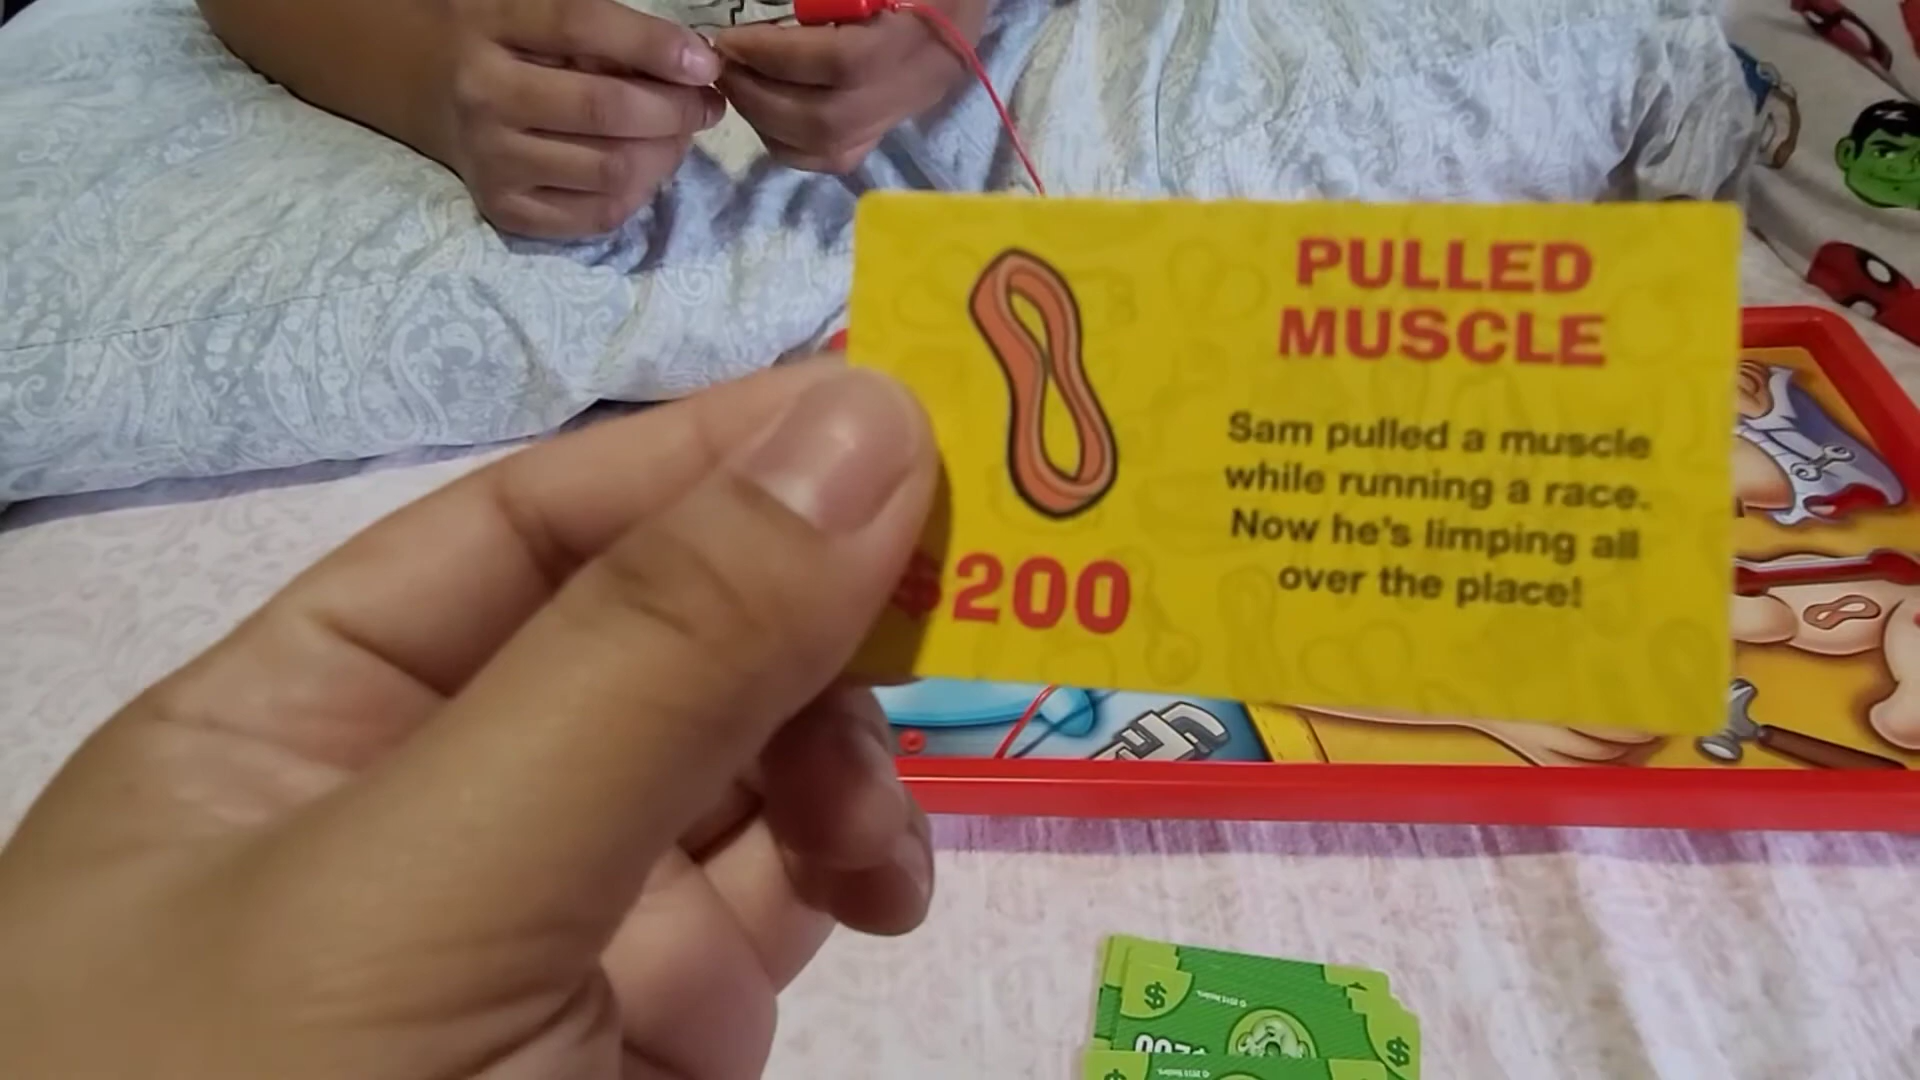 PULLED
MUSCLE
Sam pulled a muscle
while running a race.
Now he's limping all
over the place!
$200
$
$